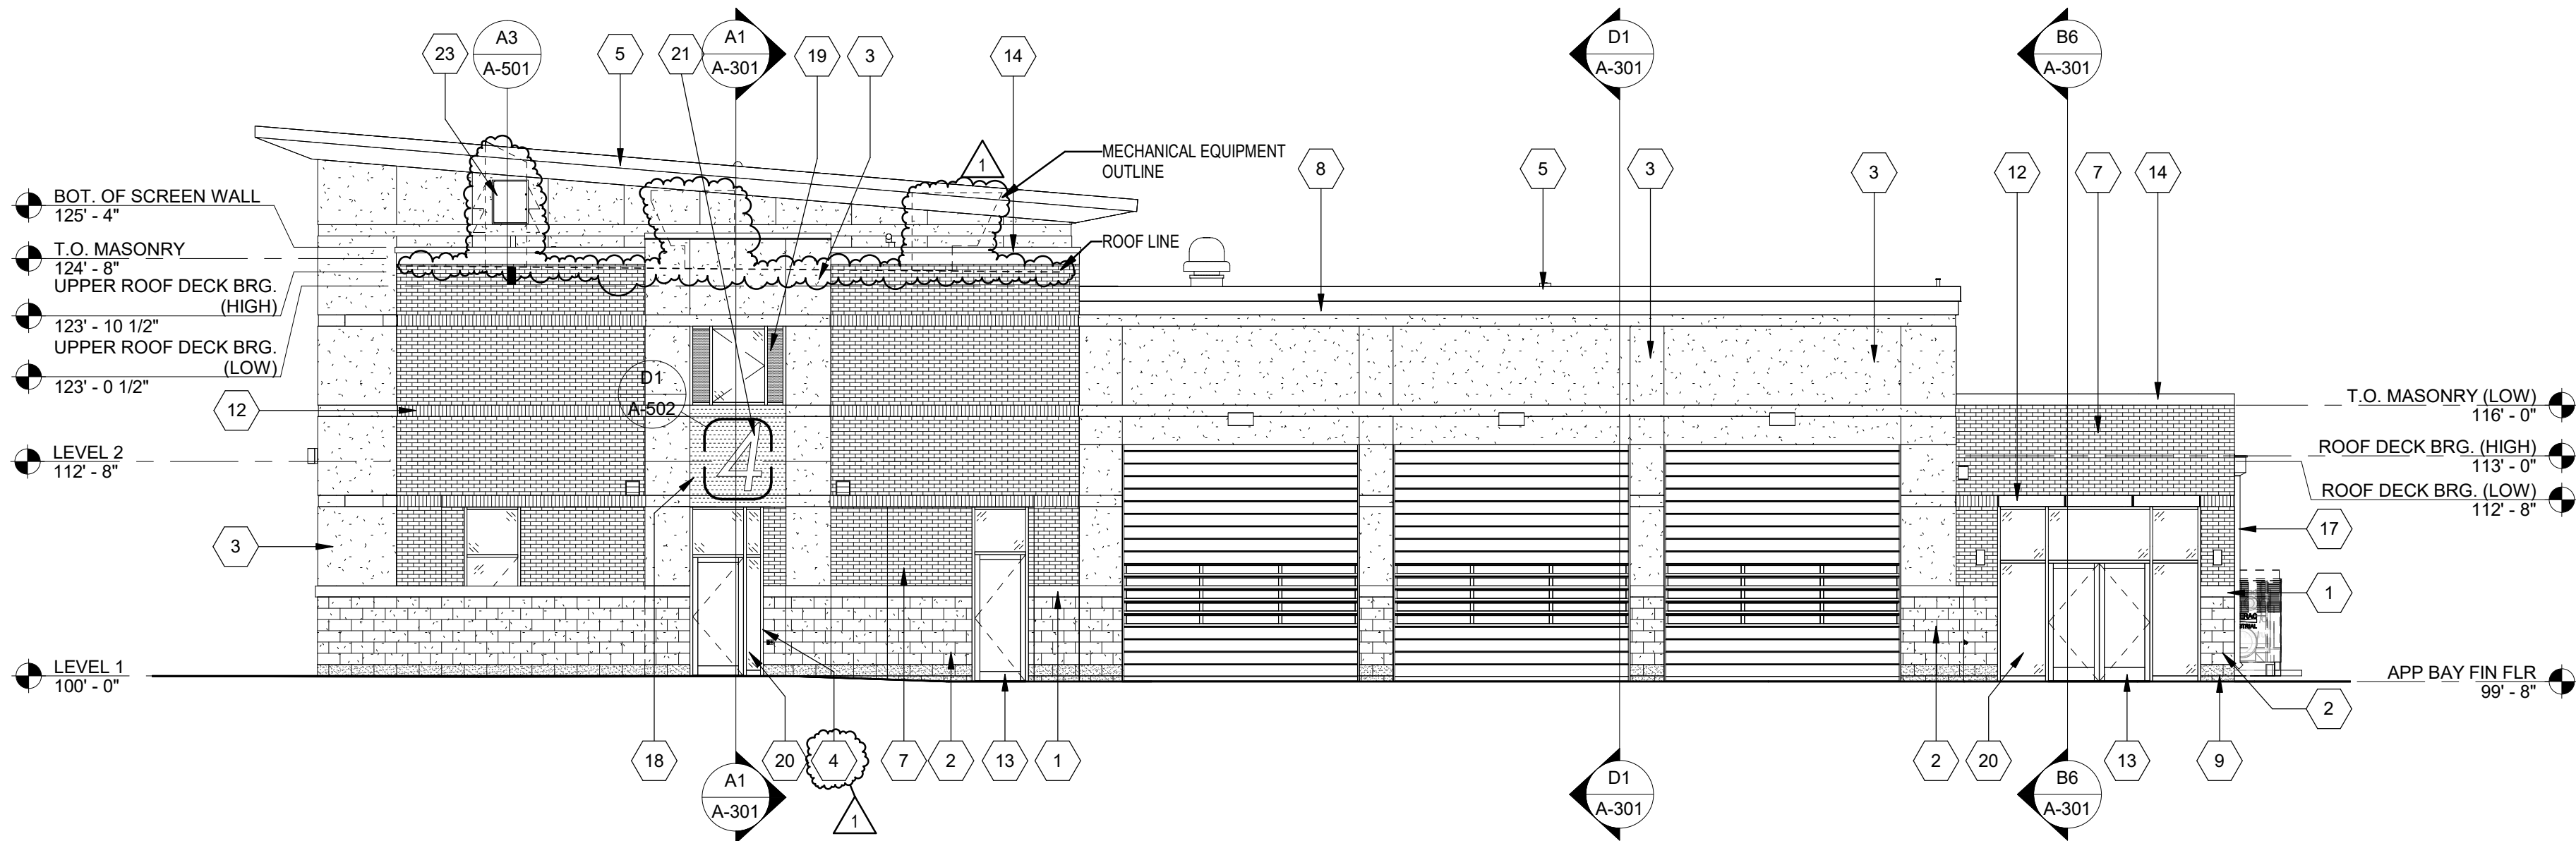 23
A3
A-501
5
21
A1
A-301
19
3
14
D1
A-301
B6
A-301
1
MECHANICAL EQUIPMENT
OUTLINE
8
5
3
3
12
7
14
BOT. OF SCREEN WALL
125' - 4"
T.O. MASONRY
124' - 8"
UPPER ROOF DECK BRG.
(HIGH)
123' - 10 1/2"
UPPER ROOF DECK BRG.
(LOW)
123' - 0 1/2"
ROOF LINE
D1
A-502
12
4
LEVEL 2
112' - 8"
3
LEVEL 1
100' - 0"
T.O. MASONRY (LOW)
116' - 0"
ROOF DECK BRG. (HIGH)
113' - 0"
ROOF DECK BRG. (LOW)
112' - 8"
17
1
APP BAY FIN FLR
99' - 8"
2
18
20
4
7
2
13
1
2
20
13
9
A1
A-301
1
D1
A-301
B6
A-301